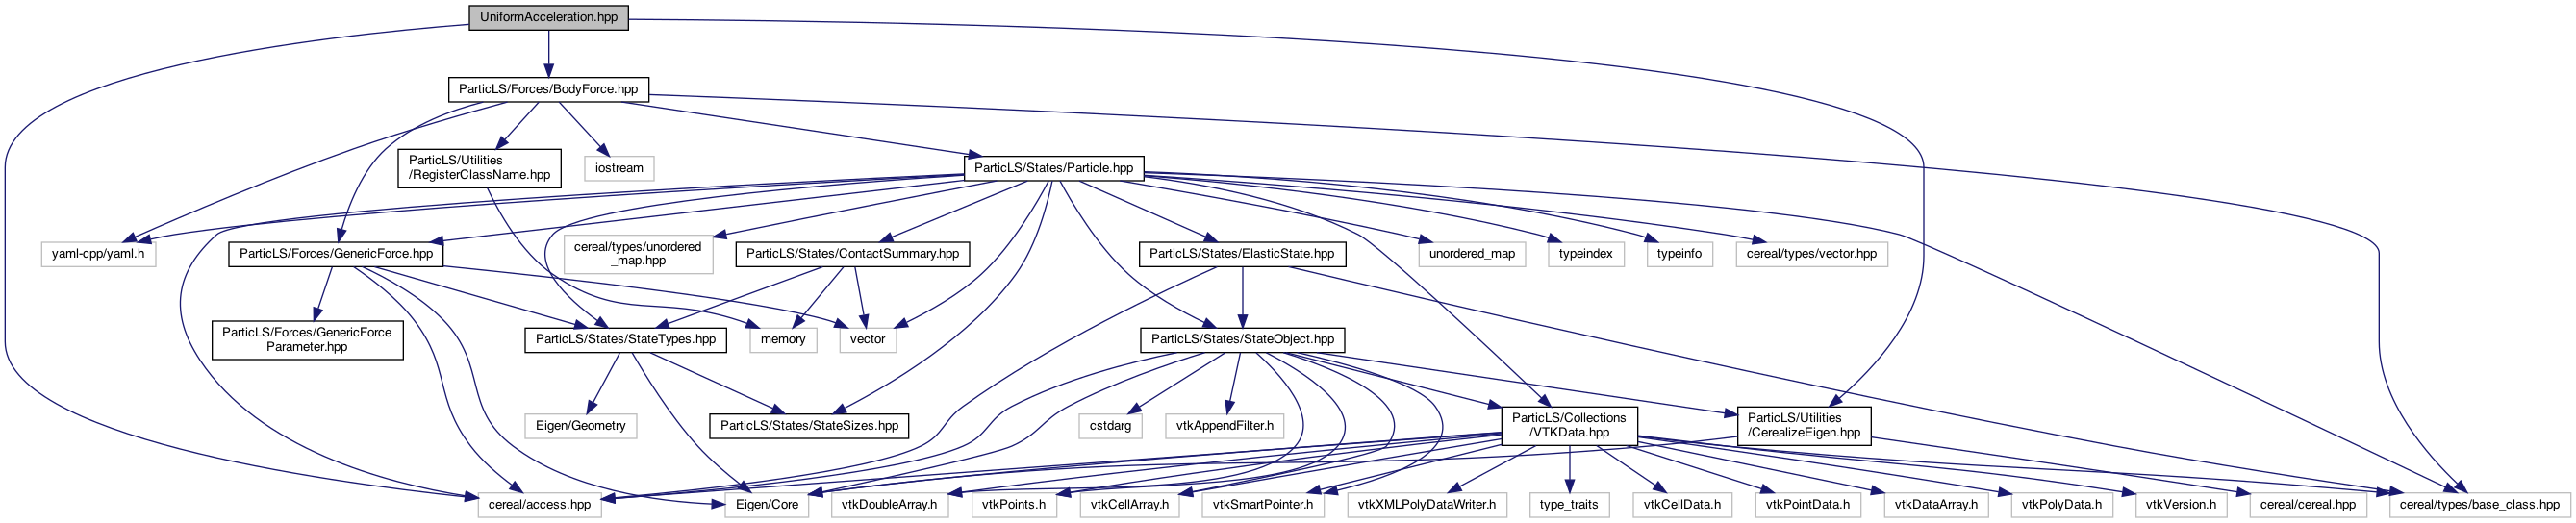 UniformAcceleration.hpp
ParticLS/Forces/BodyForce.hpp
ParticLS/Utilities
/RegisterClassName.hpp
iostream
ParticLS/States/Particle.hpp
yaml-cpp/yaml.h
ParticLS/Forces/GenericForce.hpp
cereal/types/unordered
_map.hpp
ParticLS/States/ContactSummary.hpp
ParticLS/States/ElasticState.hpp
unordered_map
typeindex
typeinfo
cereal/types/vector.hpp
ParticLS/Forces/GenericForce
Parameter.hpp
ParticLS/States/StateTypes.hpp
memory
vector
ParticLS/States/StateObject.hpp
Eigen/Geometry
ParticLS/States/StateSizes.hpp
cstdarg
vtkAppendFilter.h
ParticLS/Collections
/VTKData.hpp
ParticLS/Utilities
/CerealizeEigen.hpp
cereal/access.hpp
Eigen/Core
vtkDoubleArray.h
vtkPoints.h
vtkCellArray.h
vtkSmartPointer.h
vtkXMLPolyDataWriter.h
type_traits
vtkCellData.h
vtkPointData.h
vtkDataArray.h
vtkPolyData.h
vtkVersion.h
cereal/cereal.hpp
cereal/types/base_class.hpp